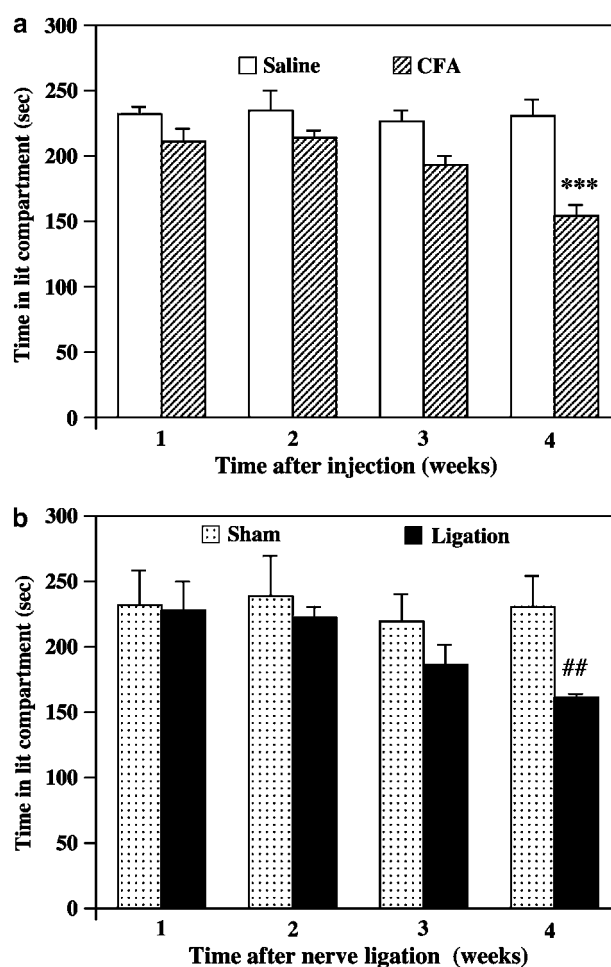 a
300
Saline
CFA
250
200
150
100
50
0
Time in lit compartment (sec)
***
1 2 3 4
Time after injection (weeks)
b
300
Sham
Ligation
250
200
150
100
50
0
Time in lit compartment (sec)
##
1 2 3 4
Time after nerve ligation (weeks)